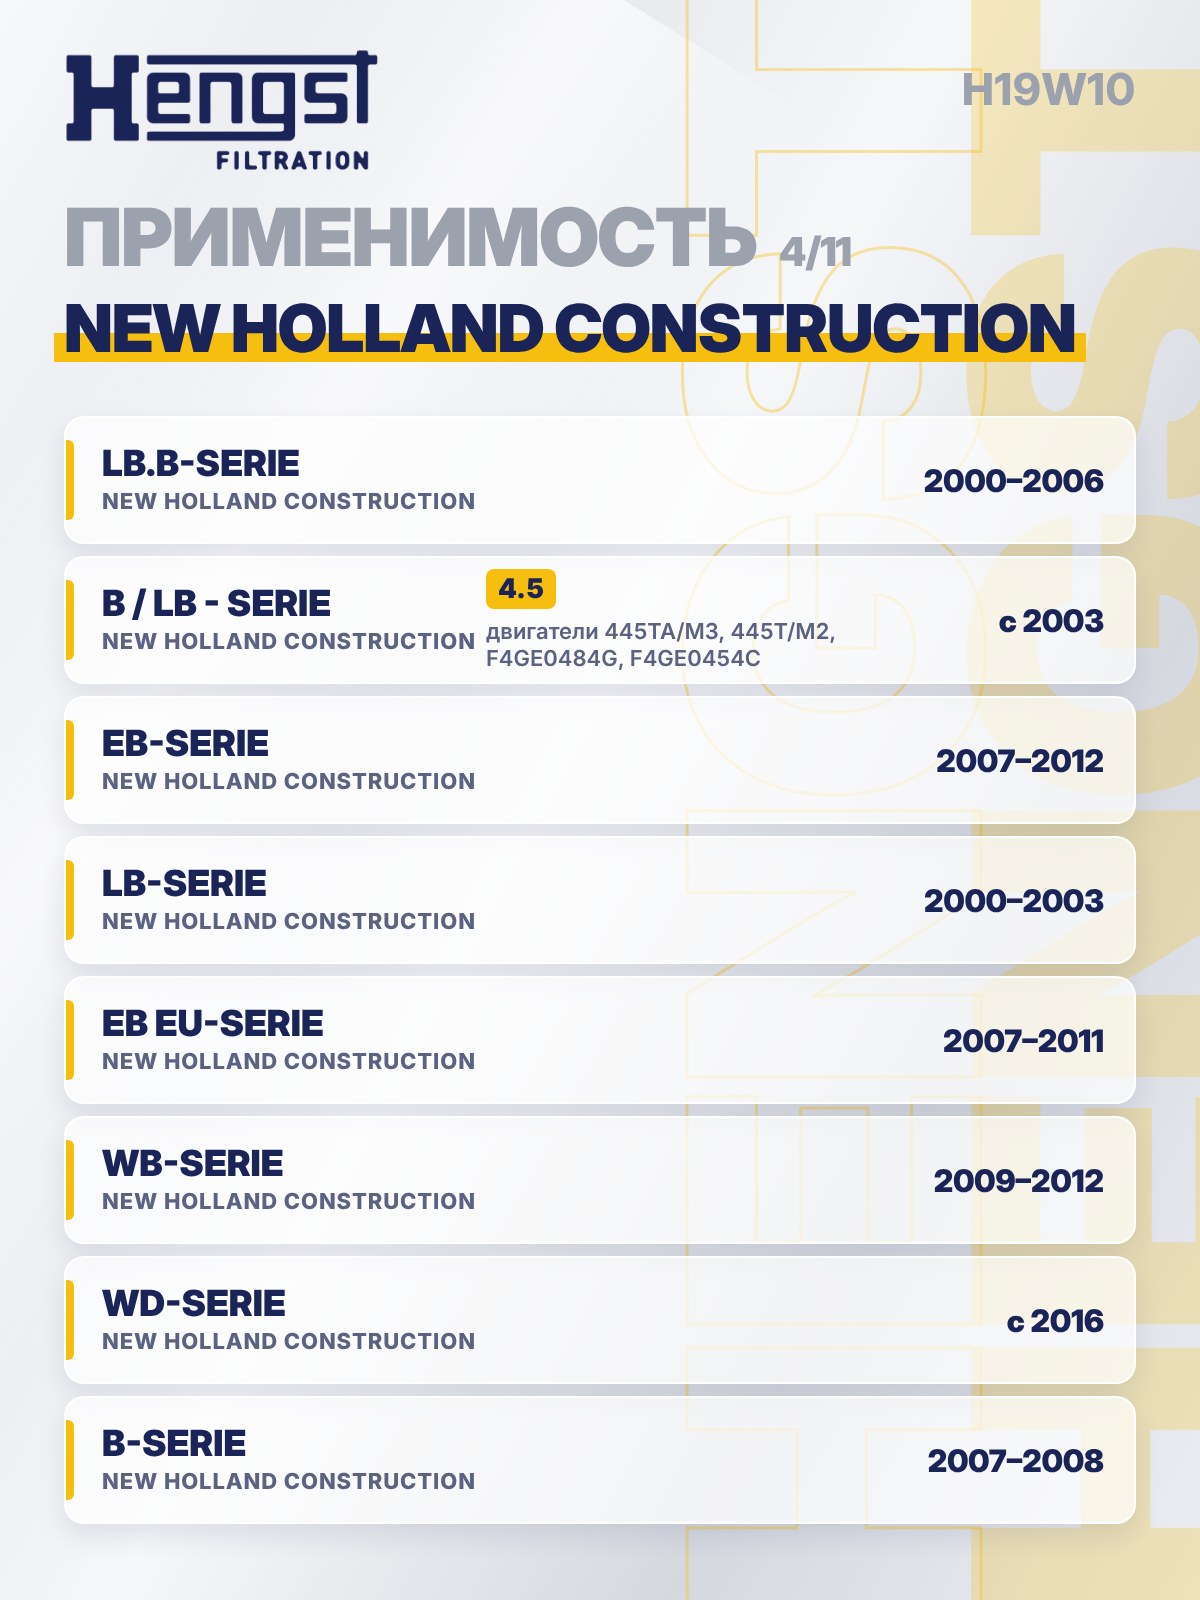 Hengst
FILTRATION
H19W10
ПРИМЕНИМОСТЬ 4/11
NEW HOLLAND CONSTRUCTION
LB.B-SERIE
NEW HOLLAND CONSTRUCTION
2000–2006
B / LB - SERIE
NEW HOLLAND CONSTRUCTION
4.5
двигатели 445TA/M3, 445T/M2,
F4GE0484G, F4GE0454C
с 2003
EB-SERIE
NEW HOLLAND CONSTRUCTION
2007–2012
LB-SERIE
NEW HOLLAND CONSTRUCTION
2000–2003
EB EU-SERIE
NEW HOLLAND CONSTRUCTION
2007–2011
WB-SERIE
NEW HOLLAND CONSTRUCTION
2009–2012
WD-SERIE
NEW HOLLAND CONSTRUCTION
с 2016
B-SERIE
NEW HOLLAND CONSTRUCTION
2007–2008
HENGST
HENGST